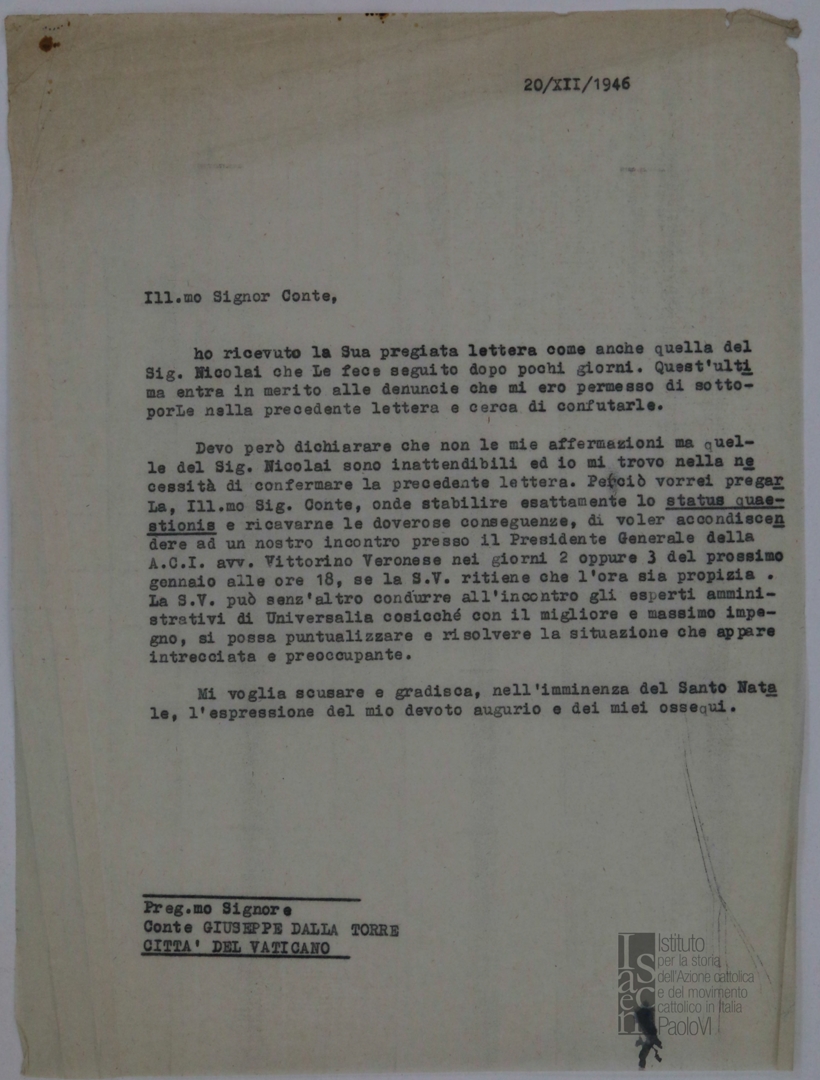 20/XII/1946
Ill.mo Signor Conte,
ho ricevuto la Sua pregiata lettera come anche quella del
Sig. Nicolai che Le fece seguito dopo pochi giorni. Quest'ulti
ma entra in merito alle denuncie che mi ero permesso di sotto-
porLe nella precedente lettera e cerca di confutarle.
Devo però dichiarare che non le mie affermazioni ma quel-
le del Sig. Nicolai sono inattendibili ed io mi trovo nella ne
cessità di confermare la precedente lettera. Perciò vorrei pregar
La, Ill.mo Sig. Conte, onde stabilire esattamente lo status quae-
stionis e ricavarne le doverose conseguenze, di voler accondiscen
dere ad un nostro incontro presso il Presidente Generale della
A.C.I. avv. Vittorino Veronese nei giorni 2 oppure 3 del prossimo
gennaio alle ore 18, se la S.V. ritiene che l'ora sia propizia .
La S.V. può senz'altro condurre all'incontro gli esperti ammini-
strativi di Universalia cosicché con il migliore e massimo impe-
gno, si possa puntualizzare e risolvere la situazione che appare
intrecciata e preoccupante.
Mi voglia scusare e gradisca, nell'imminenza del Santo Nata
le, l'espressione del mio devoto augurio e dei miei ossequi.
Preg.mo Signore
Conte GIUSEPPE DALLA TORRE
CITTA' DEL VATICANO
Isacem
Istituto
per la storia
dell'Azione cattolica
e del movimento
cattolico in Italia
PaoloVI